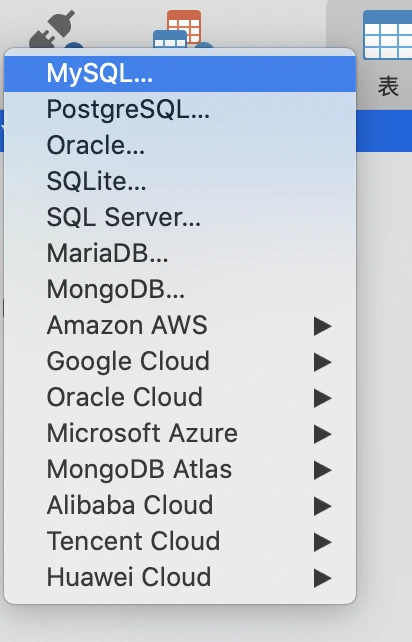 表
MySQL...
PostgreSQL...
Oracle...
SQLite...
SQL Server...
MariaDB...
MongoDB...
Amazon AWS
Google Cloud
Oracle Cloud
Microsoft Azure
MongoDB Atlas
Alibaba Cloud
Tencent Cloud
Huawei Cloud